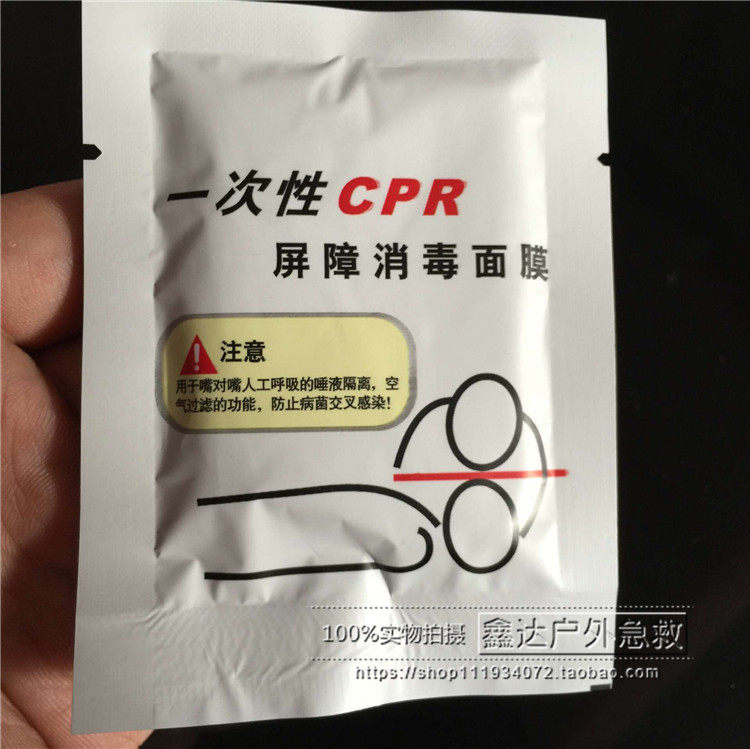 一次性CPR
屏障消毒面膜
注意
用于嘴对嘴人工呼吸的唾液隔离，空
气过滤的功能，防止病菌交叉感染！
100%实物拍摄 鑫达户外急救
https://shop111934072.taobao.com